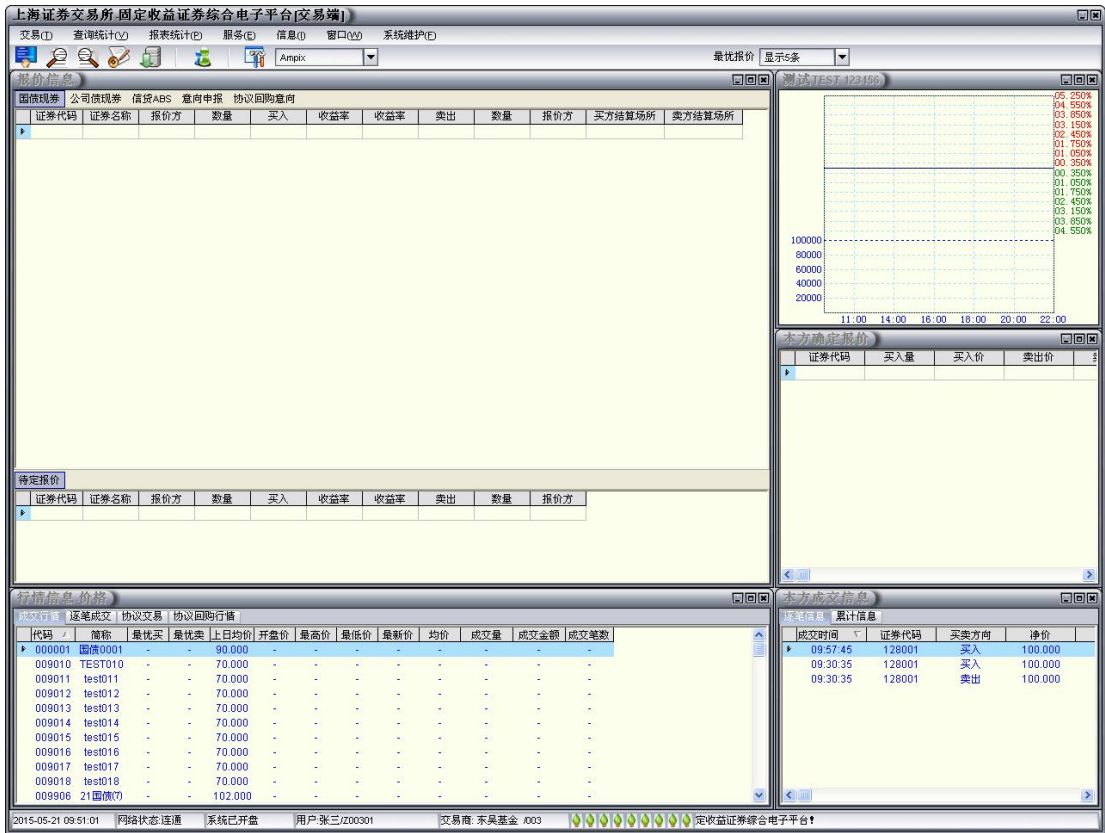 上海证券交易所-固定收益证券综合电子平台[交易端]
交易(T) 查询统计(V) 报表统计(P) 服务(E) 信息(I) 窗口(W) 系统维护(E)
Ampix 最优报价 显示5条
报价信息
国债现券 公司债现券 信贷ABS 意向申报 协议回购意向
证券代码 证券名称 报价方 数量 买入 收益率 收益率 卖出 数量 报价方 买方结算场所 卖方结算场所
待定报价
证券代码 证券名称 报价方 数量 买入 收益率 收益率 卖出 数量 报价方
测试TEST 123456
05.250%
04.550%
03.850%
03.150%
02.450%
01.750%
01.050%
00.350%
00.350%
01.050%
01.750%
02.450%
03.150%
03.850%
04.550%
100000
80000
60000
40000
20000
11:00 14:00 16:00 18:00 20:00 22:00
本方确定报价
证券代码 买入量 买入价 卖出价
行情信息-价格
成交行情 逐笔成交 协议交易 协议回购行情
代码 简称 最优买 最优卖 上日均价 开盘价 最高价 最低价 最新价 均价 成交量 成交金额 成交笔数
000001 国债0001 - - 90.000 - - - - - - - -
009010 TEST010 - - 70.000 - - - - - - - -
009011 test011 - - 70.000 - - - - - - - -
009012 test012 - - 70.000 - - - - - - - -
009013 test013 - - 70.000 - - - - - - - -
009014 test014 - - 70.000 - - - - - - - -
009015 test015 - - 70.000 - - - - - - - -
009016 test016 - - 70.000 - - - - - - - -
009017 test017 - - 70.000 - - - - - - - -
009018 test018 - - 70.000 - - - - - - - -
009906 21国债(7) - - 102.000 - - - - - - - -
本方成交信息
逐笔信息 累计信息
成交时间 证券代码 买卖方向 净价
09:57:45 128001 买入 100.000
09:30:35 128001 买入 100.000
09:30:35 128001 卖出 100.000
2015-05-21 09:51:01 网络状态:连通 系统已开盘 用户:张三/Z00301 交易商: 东吴基金 /003 定收益证券综合电子平台!